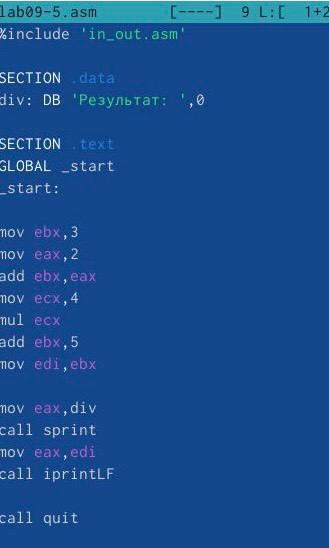 lab09-5.asm [----] 9 L:[ 1+2
%include 'in_out.asm'
SECTION .data
div: DB 'Результат: ',0
SECTION .text
GLOBAL _start
_start:
mov ebx,3
mov eax,2
add ebx,eax
mov ecx,4
mul ecx
add ebx,5
mov edi,ebx
mov eax,div
call sprint
mov eax,edi
call iprintLF
call quit